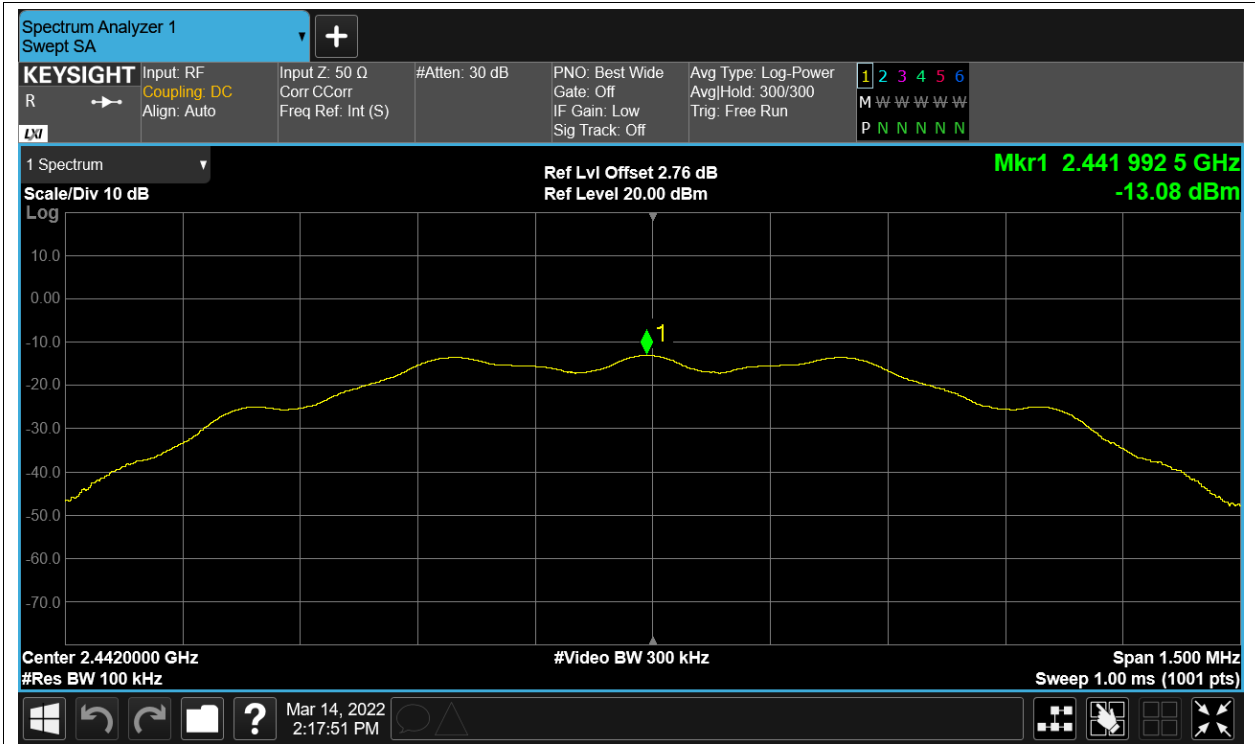 Spectrum Analyzer 1
Swept SA
+
KEYSIGHT
R
LXI
Input: RF
Coupling: DC
Align: Auto
Input Z: 50 Ω
Corr CCorr
Freq Ref: Int (S)
#Atten: 30 dB
PNO: Best Wide
Gate: Off
IF Gain: Low
Sig Track: Off
Avg Type: Log-Power
Avg|Hold: 300/300
Trig: Free Run
1 2 3 4 5 6
M W W W W W
P N N N N N
1 Spectrum
Scale/Div 10 dB
Log
Ref Lvl Offset 2.76 dB
Ref Level 20.00 dBm
Mkr1 2.441 992 5 GHz
-13.08 dBm
10.0
0.00
-10.0
-20.0
-30.0
-40.0
-50.0
-60.0
-70.0
1
Center 2.4420000 GHz
#Res BW 100 kHz
#Video BW 300 kHz
Span 1.500 MHz
Sweep 1.00 ms (1001 pts)
?
Mar 14, 2022
2:17:51 PM